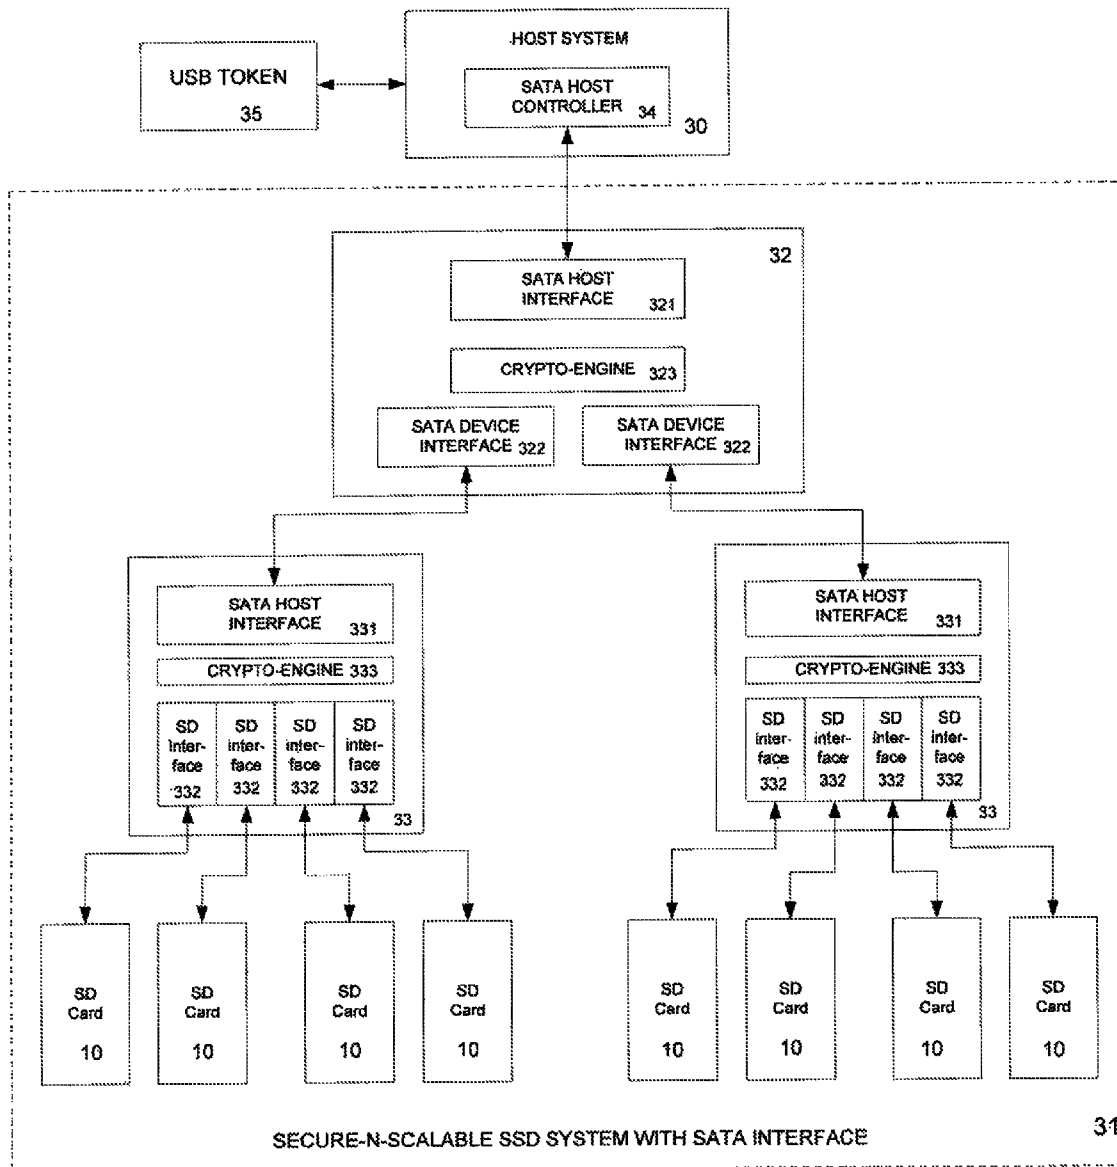 HOST SYSTEM
USB TOKEN
35
SATA HOST
CONTROLLER 34
30
32
SATA HOST
INTERFACE
321
CRYPTO-ENGINE 323
SATA DEVICE
INTERFACE 322
SATA DEVICE
INTERFACE 322
SATA HOST
INTERFACE
331
CRYPTO-ENGINE 333
SD
Inter-
face
332
SD
inter-
face
332
SD
inter-
face
332
SD
inter-
face
332
33
SATA HOST
INTERFACE
331
CRYPTO-ENGINE 333
SD
inter-
face
332
SD
inter-
face
332
SD
inter-
face
332
SD
inter-
face
332
33
SD
Card
10
SD
Card
10
SD
Card
10
SD
Card
10
SD
Card
10
SD
Card
10
SD
Card
10
SD
Card
10
SECURE-N-SCALABLE SSD SYSTEM WITH SATA INTERFACE
31